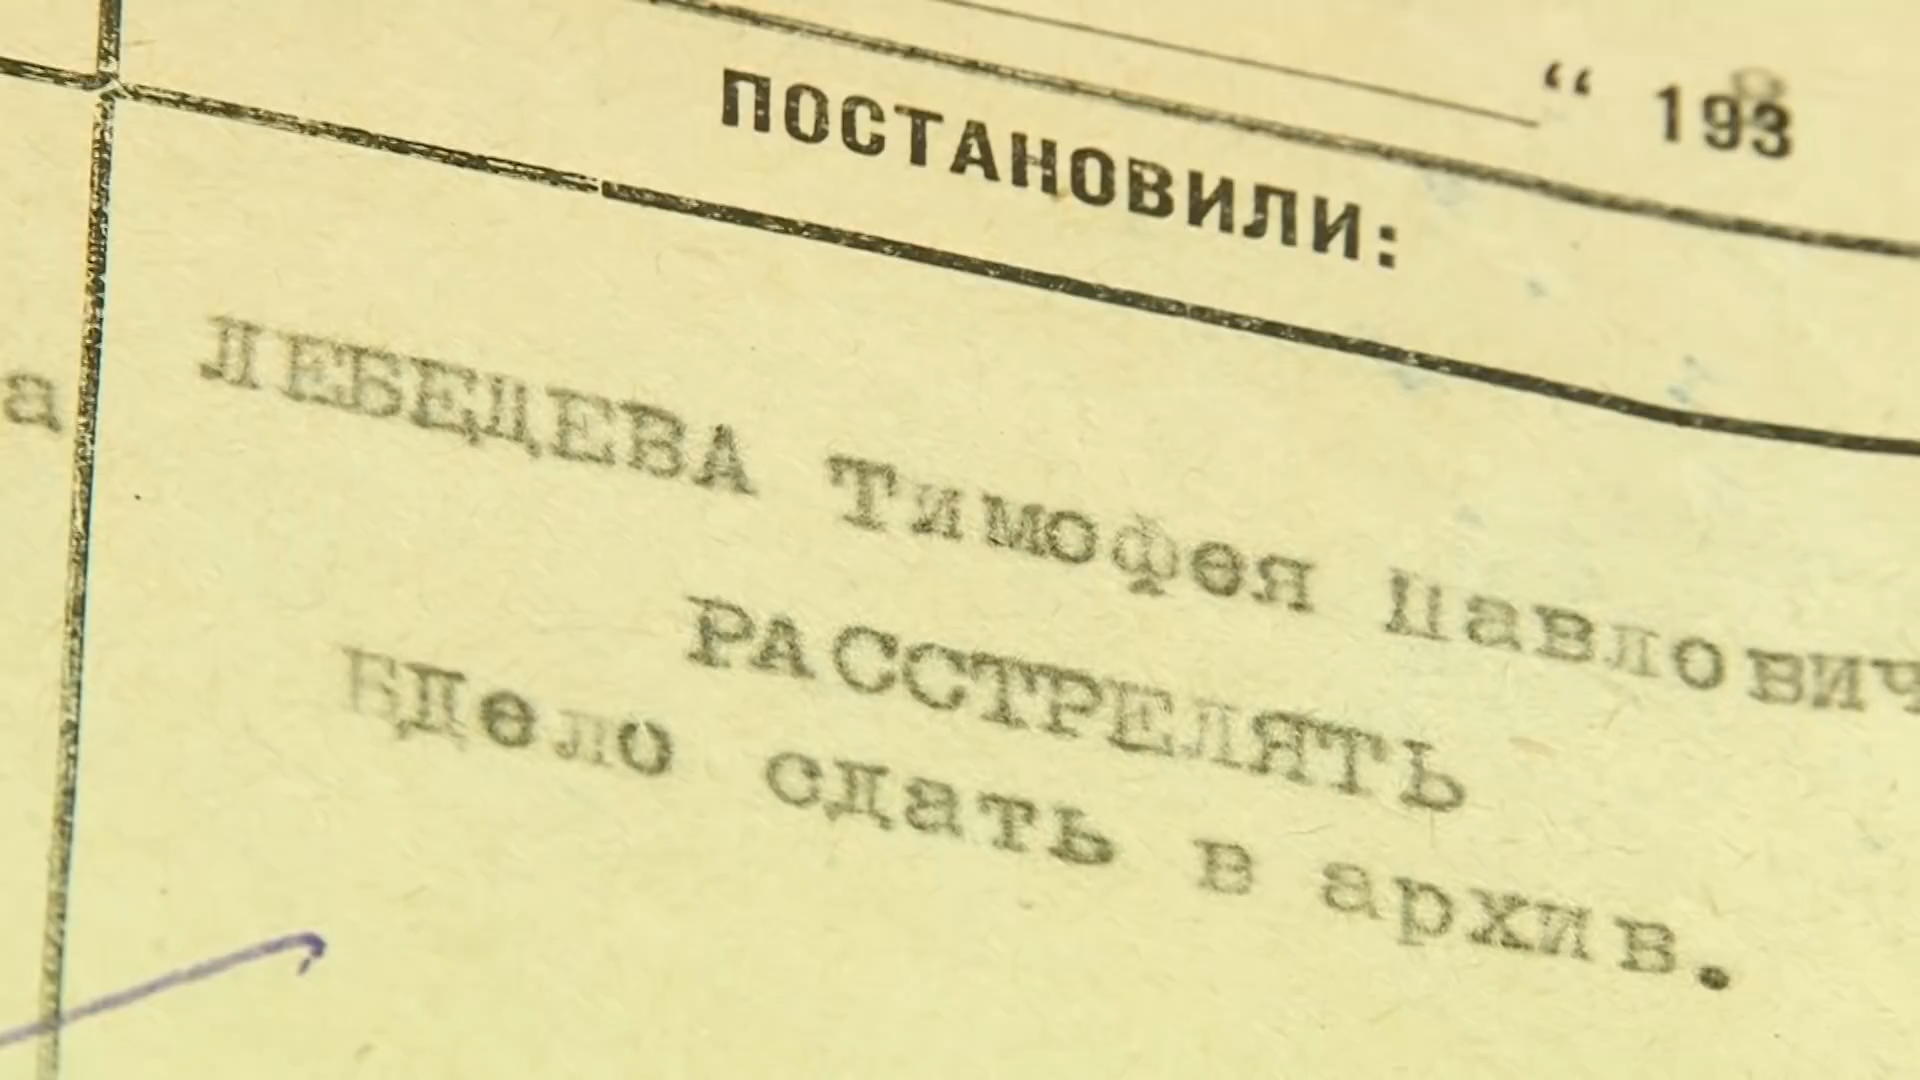 “ 193
ПОСТАНОВИЛИ:
а
ЛЕБЕДЕВА Тимофея Павлович
РАССТРЕЛЯТЬ
дело сдать в архив.